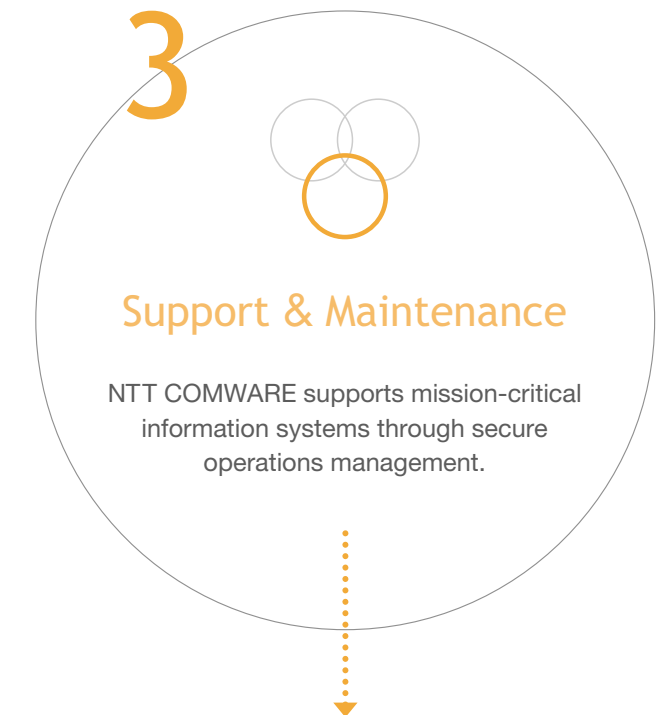 3
Support & Maintenance
NTT COMWARE supports mission-critical
information systems through secure
operations management.